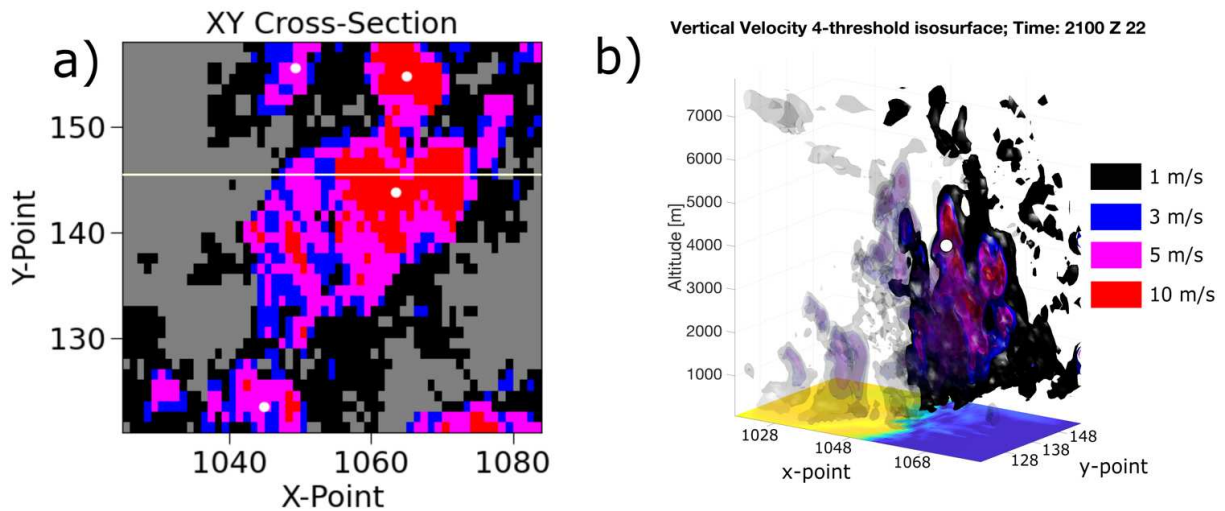 XY Cross-Section
a)
150
140
130
Y-Point
1040 1060 1080
X-Point
b)
Vertical Velocity 4-threshold isosurface; Time: 2100 Z 22
7000
6000
5000
4000
3000
2000
1000
Altitude [m]
1028 1048 1068
x-point
128 138 148
y-point
1 m/s
3 m/s
5 m/s
10 m/s